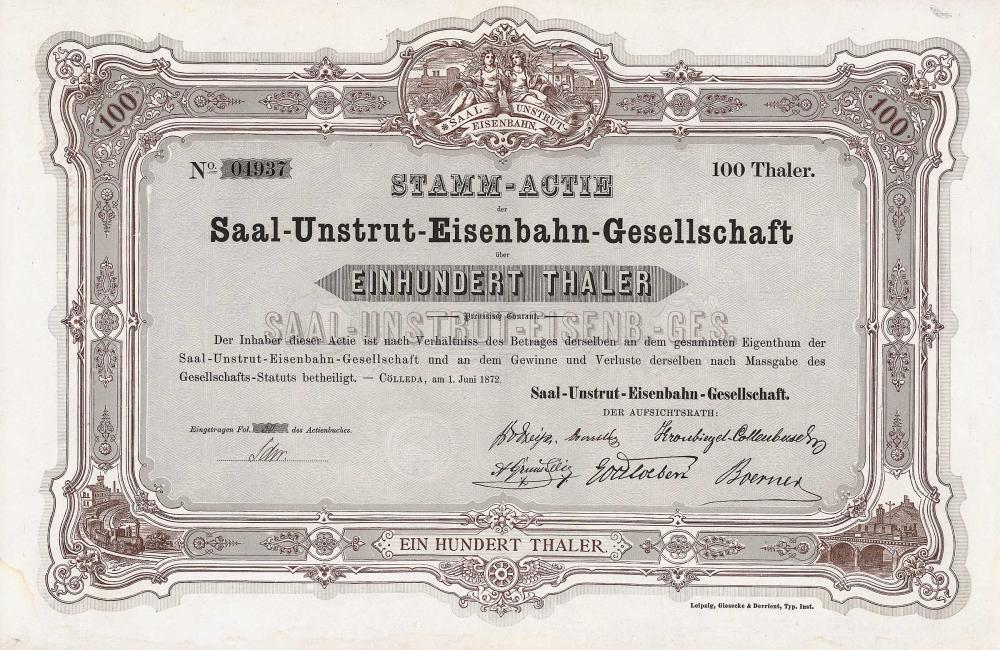 100
100
SAAL-UNSTRUT
EISENBAHN.
No. 04937
100 Thaler.
STAMM-ACTIE
der
Saal-Unstrut-Eisenbahn-Gesellschaft
über
EINHUNDERT THALER
Preussisch Courant.
SAAL-UNSTRUT-EISENB.-GES.
Der Inhaber dieser Actie ist nach Verhältniss des Betrages derselben an dem gesammten Eigenthum der
Saal-Unstrut-Eisenbahn-Gesellschaft und an dem Gewinne und Verluste derselben nach Massgabe des
Gesellschafts-Statuts betheiligt. — CÖLLEDA, am 1. Juni 1872.
Saal-Unstrut-Eisenbahn-Gesellschaft.
DER AUFSICHTSRATH:
Eingetragen Fol. des Actienbuches.
Kronbiegel-Collenbusch
Boerner
EIN HUNDERT THALER.
Leipzig, Giesecke & Devrient, Typ. Inst.